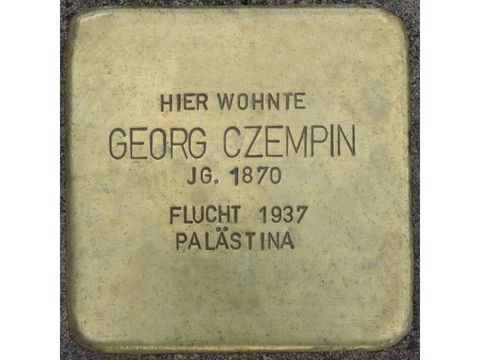 HIER WOHNTE
GEORG CZEMPIN
JG. 1870
FLUCHT 1937
PALÄSTINA